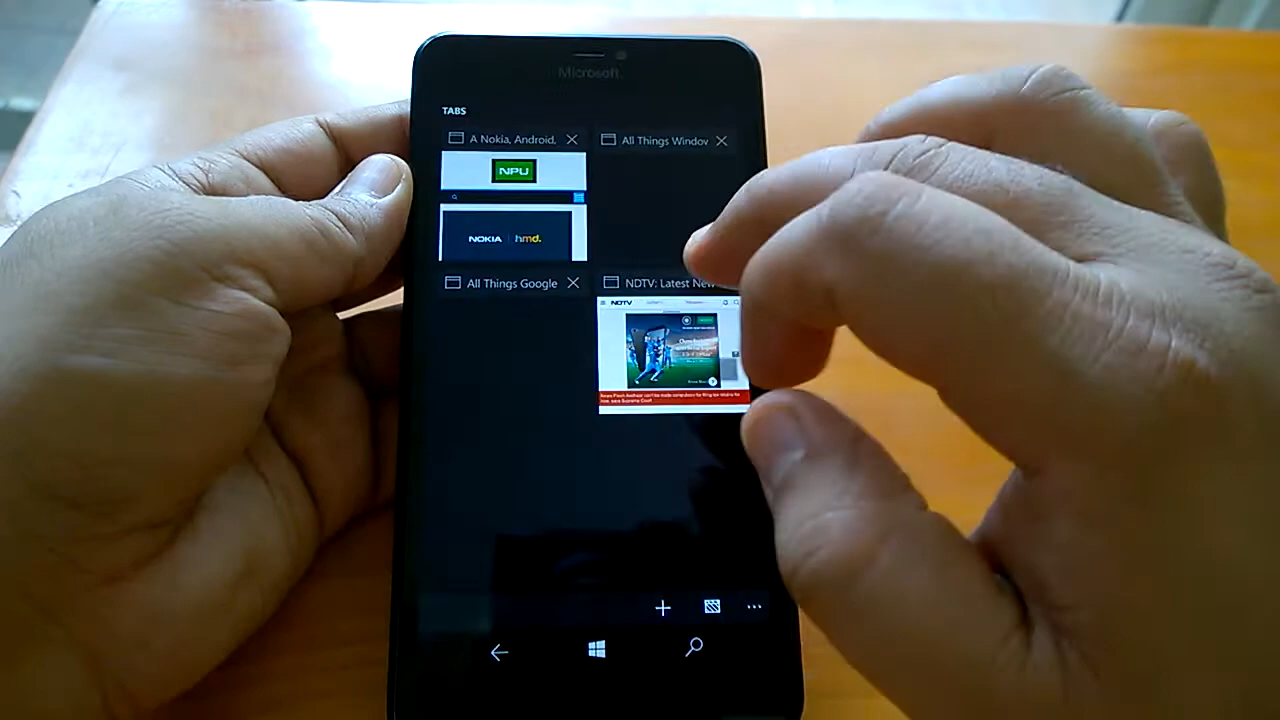 Microsoft
TABS
A Nokia, Android,
All Things Windov
NPU
NOKIA hmd.
All Things Google
NDTV: Latest New
NDTV